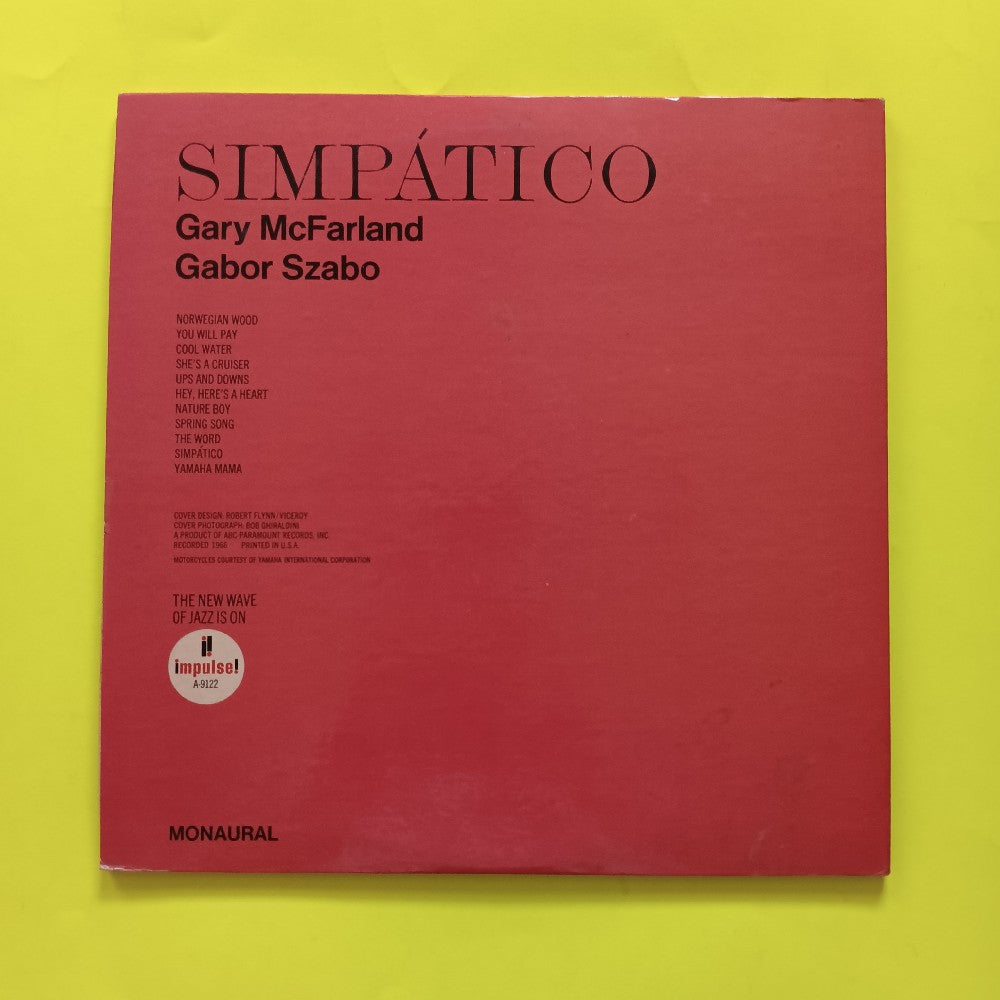 SIMPÁTICO
Gary McFarland
Gabor Szabo
NORWEGIAN WOOD
YOU WILL PAY
COOL WATER
SHE'S A CRUISER
UPS AND DOWNS
HEY, HERE'S A HEART
NATURE BOY
SPRING SONG
THE WORD
SIMPÁTICO
YAMAHA MAMA
COVER DESIGN: ROBERT FLYNN/VICEROY
COVER PHOTOGRAPH: BOB GHIRALDINI
A PRODUCT OF ABC-PARAMOUNT RECORDS, INC.
RECORDED 1966 PRINTED IN U.S.A.
MOTORCYCLES COURTESY OF YAMAHA INTERNATIONAL CORPORATION
THE NEW WAVE
OF JAZZ IS ON
i!
impulse!
A-9122
MONAURAL